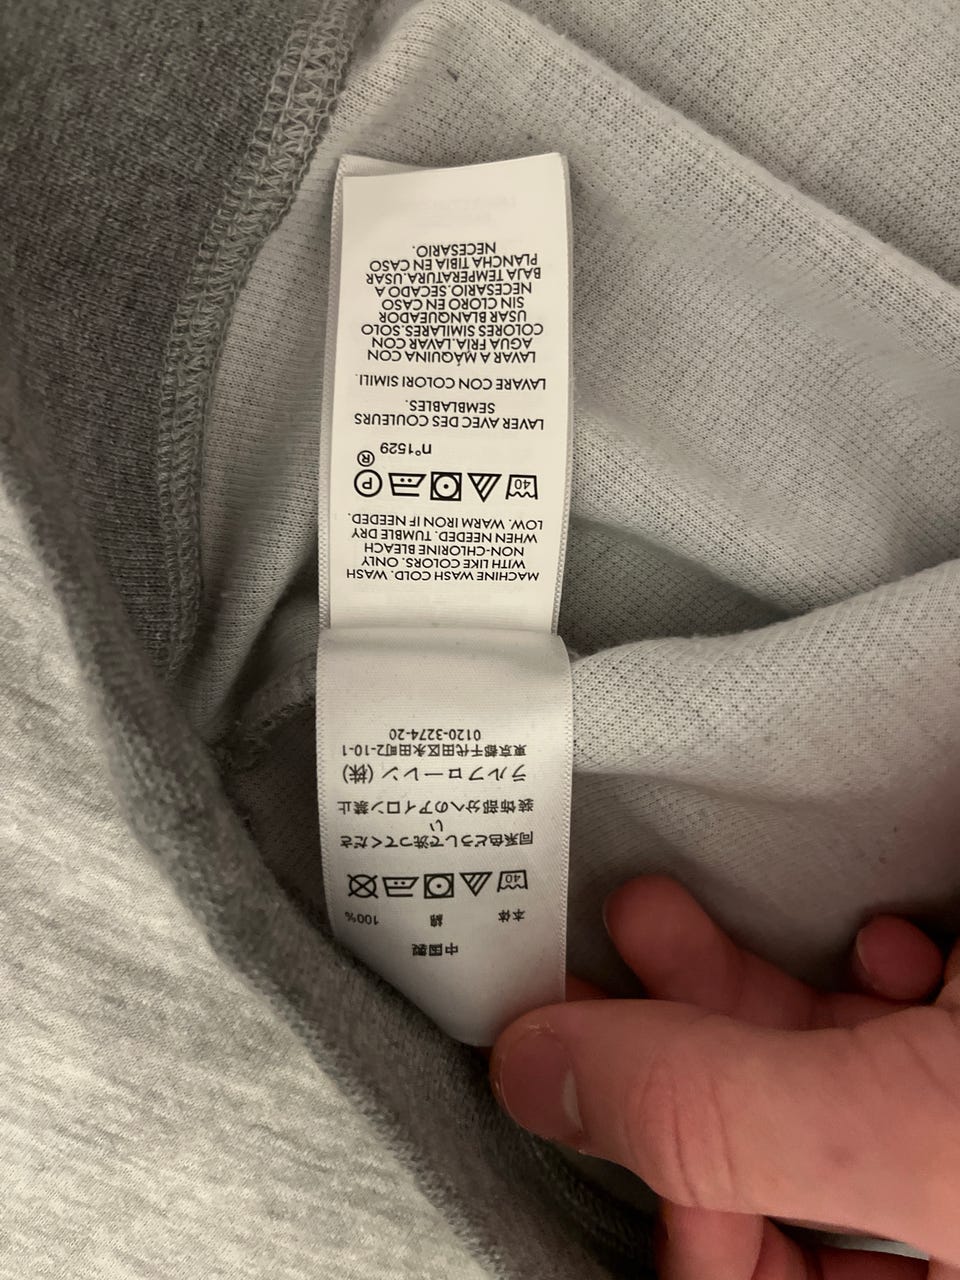 MACHINE WASH COLD. WASH
WITH LIKE COLORS. ONLY
NON-CHLORINE BLEACH
WHEN NEEDED. TUMBLE DRY
LOW. WARM IRON IF NEEDED.
40 P
®
n°1529
LAVER AVEC DES COULEURS
SEMBLABLES.
LAVARE CON COLORI SIMILI.
LAVAR A MÁQUINA CON
AGUA FRIA.LAVAR CON
COLORES SIMILARES.SOLO
USAR BLANQUEADOR
SIN CLORO EN CASO
NECESARIO.SECADO A
BAJA TEMPERATURA.USAR
PLANCHA TIBIA EN CASO
NECESARIO.
中国製
本体 綿 100%
40
同系色どうしで洗ってくださ
い
装飾部分へのアイロン禁止
ラルフローレン (株)
東京都千代田区永田町2-10-1
0120-3274-20